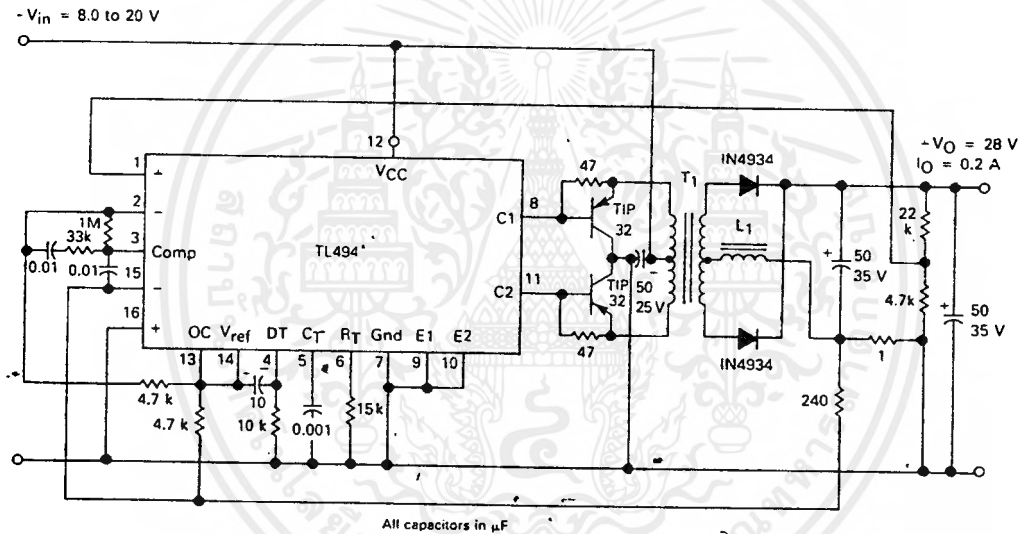 - Vin = 8.0 to 20 V
12
1
VCC
47
T1
IN4934
+VO = 28 V
IO = 0.2 A
2
1M
33k
3
Comp
0.01
0.01
15
16
TL494
C1
8
TIP
32
C2
11
TIP
32
50
25 V
47
L1
IN4934
50
35 V
22
k
4.7k
1
50
35 V
240
OC
Vref
DT
CT
RT
Gnd
E1
E2
13
14
4
5
6
7
9
10
4.7 k
4.7 k
10
10 k
0.001
15k
All capacitors in μF